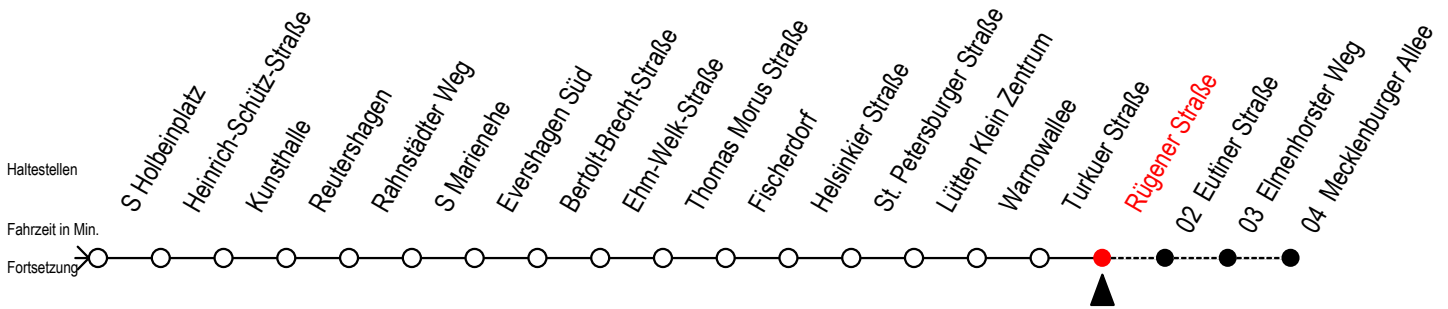 Haltestellen
S Holbeinplatz
Heinrich-Schütz-Straße
Kunsthalle
Reutershagen
Rahnstädter Weg
S Marienehe
Evershagen Süd
Bertolt-Brecht-Straße
Ehm-Welk-Straße
Thomas Morus Straße
Fischerdorf
Helsinkier Straße
St. Petersburger Straße
Lütten Klein Zentrum
Warnowallee
Turkuer Straße
Rügener Straße
02 Eutiner Straße
03 Elmenhorster Weg
04 Mecklenburger Allee
Fahrzeit in Min.
Fortsetzung